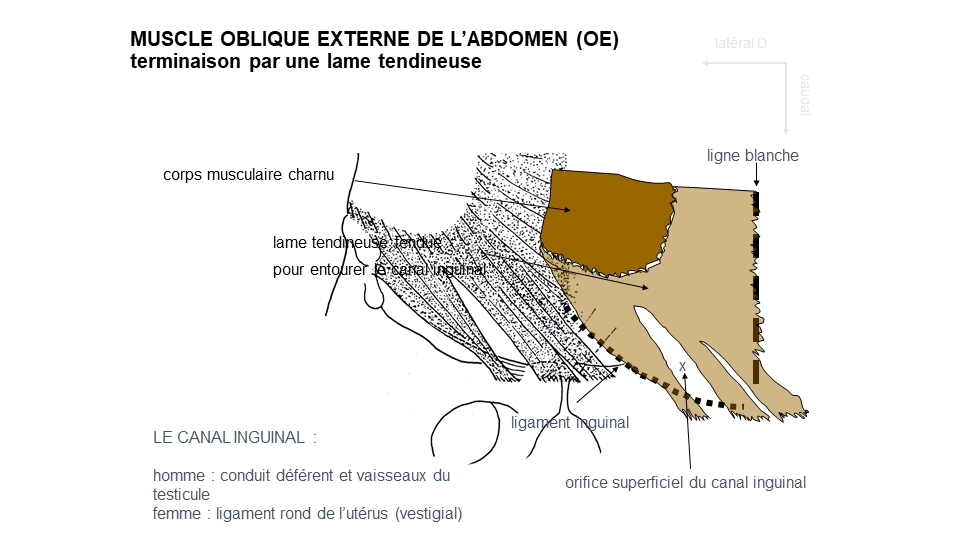 MUSCLE OBLIQUE EXTERNE DE L’ABDOMEN (OE)
terminaison par une lame tendineuse
latéral D
caudal
ligne blanche
corps musculaire charnu
lame tendineuse fendue
pour entourer le canal inguinal
X
ligament inguinal
LE CANAL INGUINAL :
homme : conduit déférent et vaisseaux du
testicule
femme : ligament rond de l’utérus (vestigial)
orifice superficiel du canal inguinal